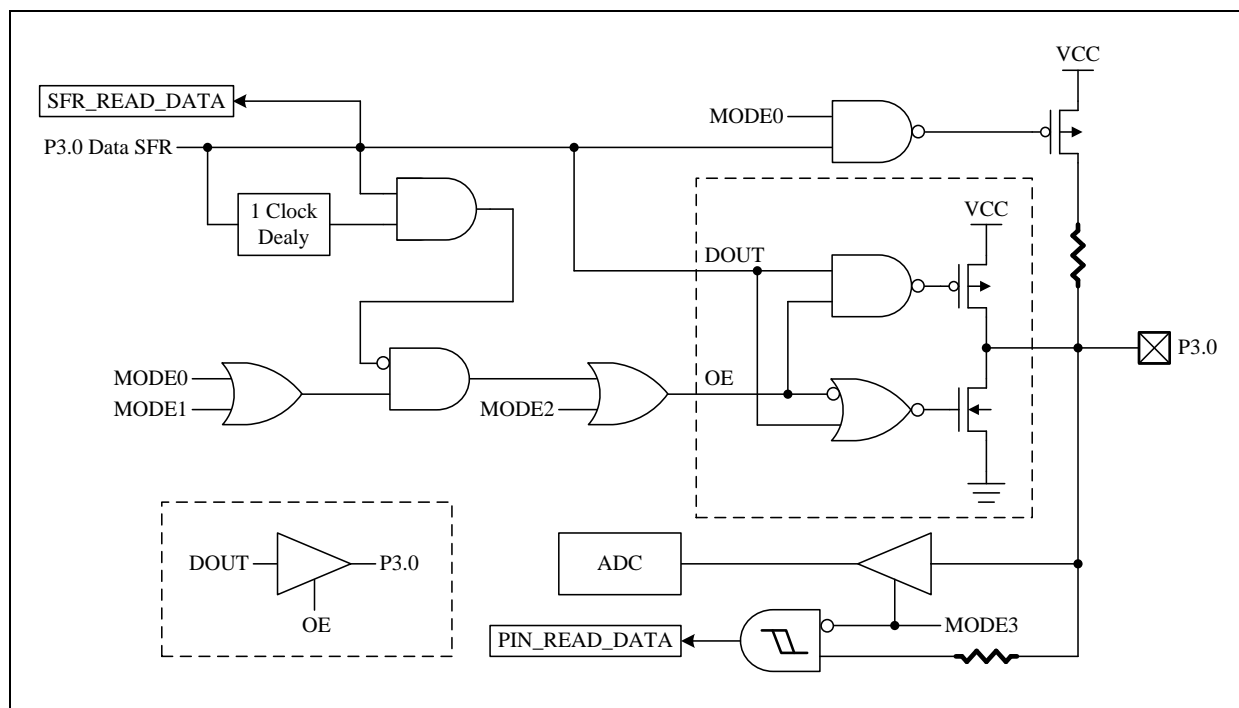 VCC
SFR_READ_DATA
MODE0
P3.0 Data SFR
1 Clock
Dealy
VCC
DOUT
P3.0
MODE0
MODE1
MODE2
OE
DOUT
P3.0
OE
ADC
MODE3
PIN_READ_DATA